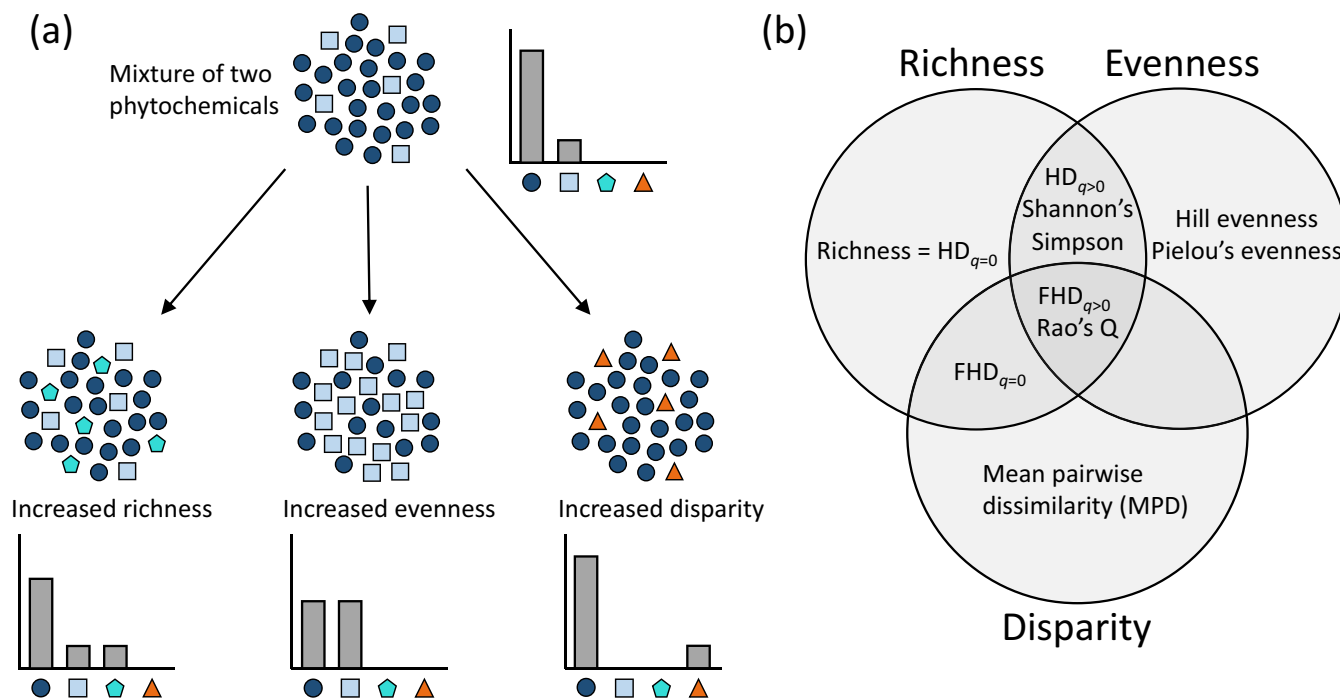 (a)
Mixture of two
phytochemicals
Increased richness
Increased evenness
Increased disparity
(b)
Richness
Evenness
HDq>0
Shannon's
Simpson
Richness = HDq=0
Hill evenness
Pielou's evenness
FHDq>0
Rao's Q
FHDq=0
Mean pairwise
dissimilarity (MPD)
Disparity